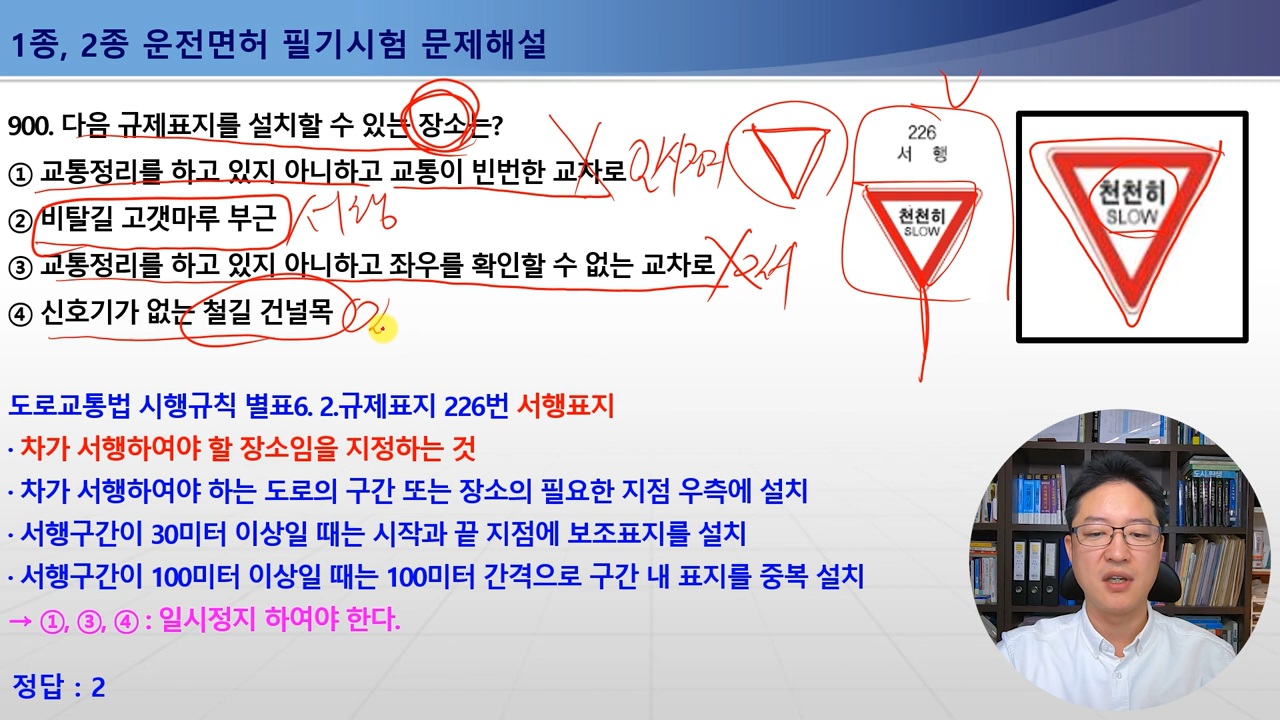 1종, 2종 운전면허 필기시험 문제해설
900. 다음 규제표지를 설치할 수 있는 장소는?
① 교통정리를 하고 있지 아니하고 교통이 빈번한 교차로
② 비탈길 고갯마루 부근
서행
③ 교통정리를 하고 있지 아니하고 좌우를 확인할 수 없는 교차로
④ 신호기가 없는 철길 건널목
226
서 행
천천히
SLOW
천천히
SLOW
도로교통법 시행규칙 별표6. 2.규제표지 226번 서행표지
· 차가 서행하여야 할 장소임을 지정하는 것
· 차가 서행하여야 하는 도로의 구간 또는 장소의 필요한 지점 우측에 설치
· 서행구간이 30미터 이상일 때는 시작과 끝 지점에 보조표지를 설치
· 서행구간이 100미터 이상일 때는 100미터 간격으로 구간 내 표지를 중복 설치
→ ①, ③, ④ : 일시정지 하여야 한다.
정답 : 2